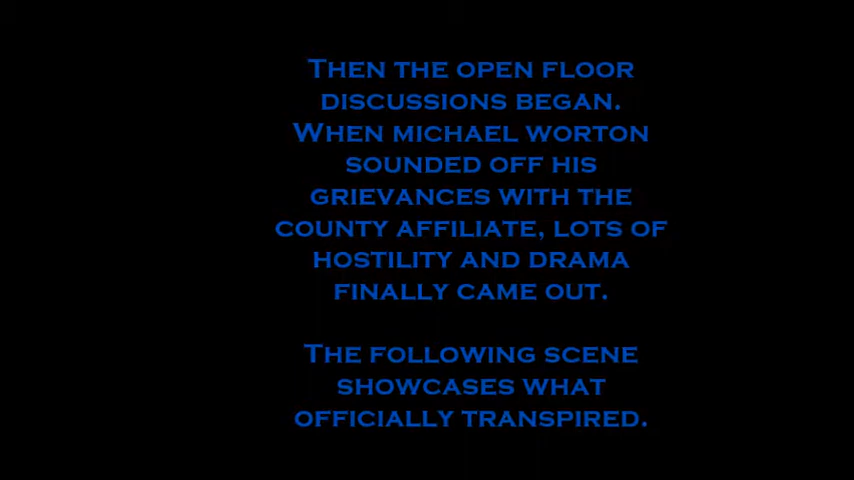 Then the open floor
discussions began.
When Michael Worton
sounded off his
grievances with the
county affiliate, lots of
hostility and drama
finally came out.
The following scene
showcases what
officially transpired.